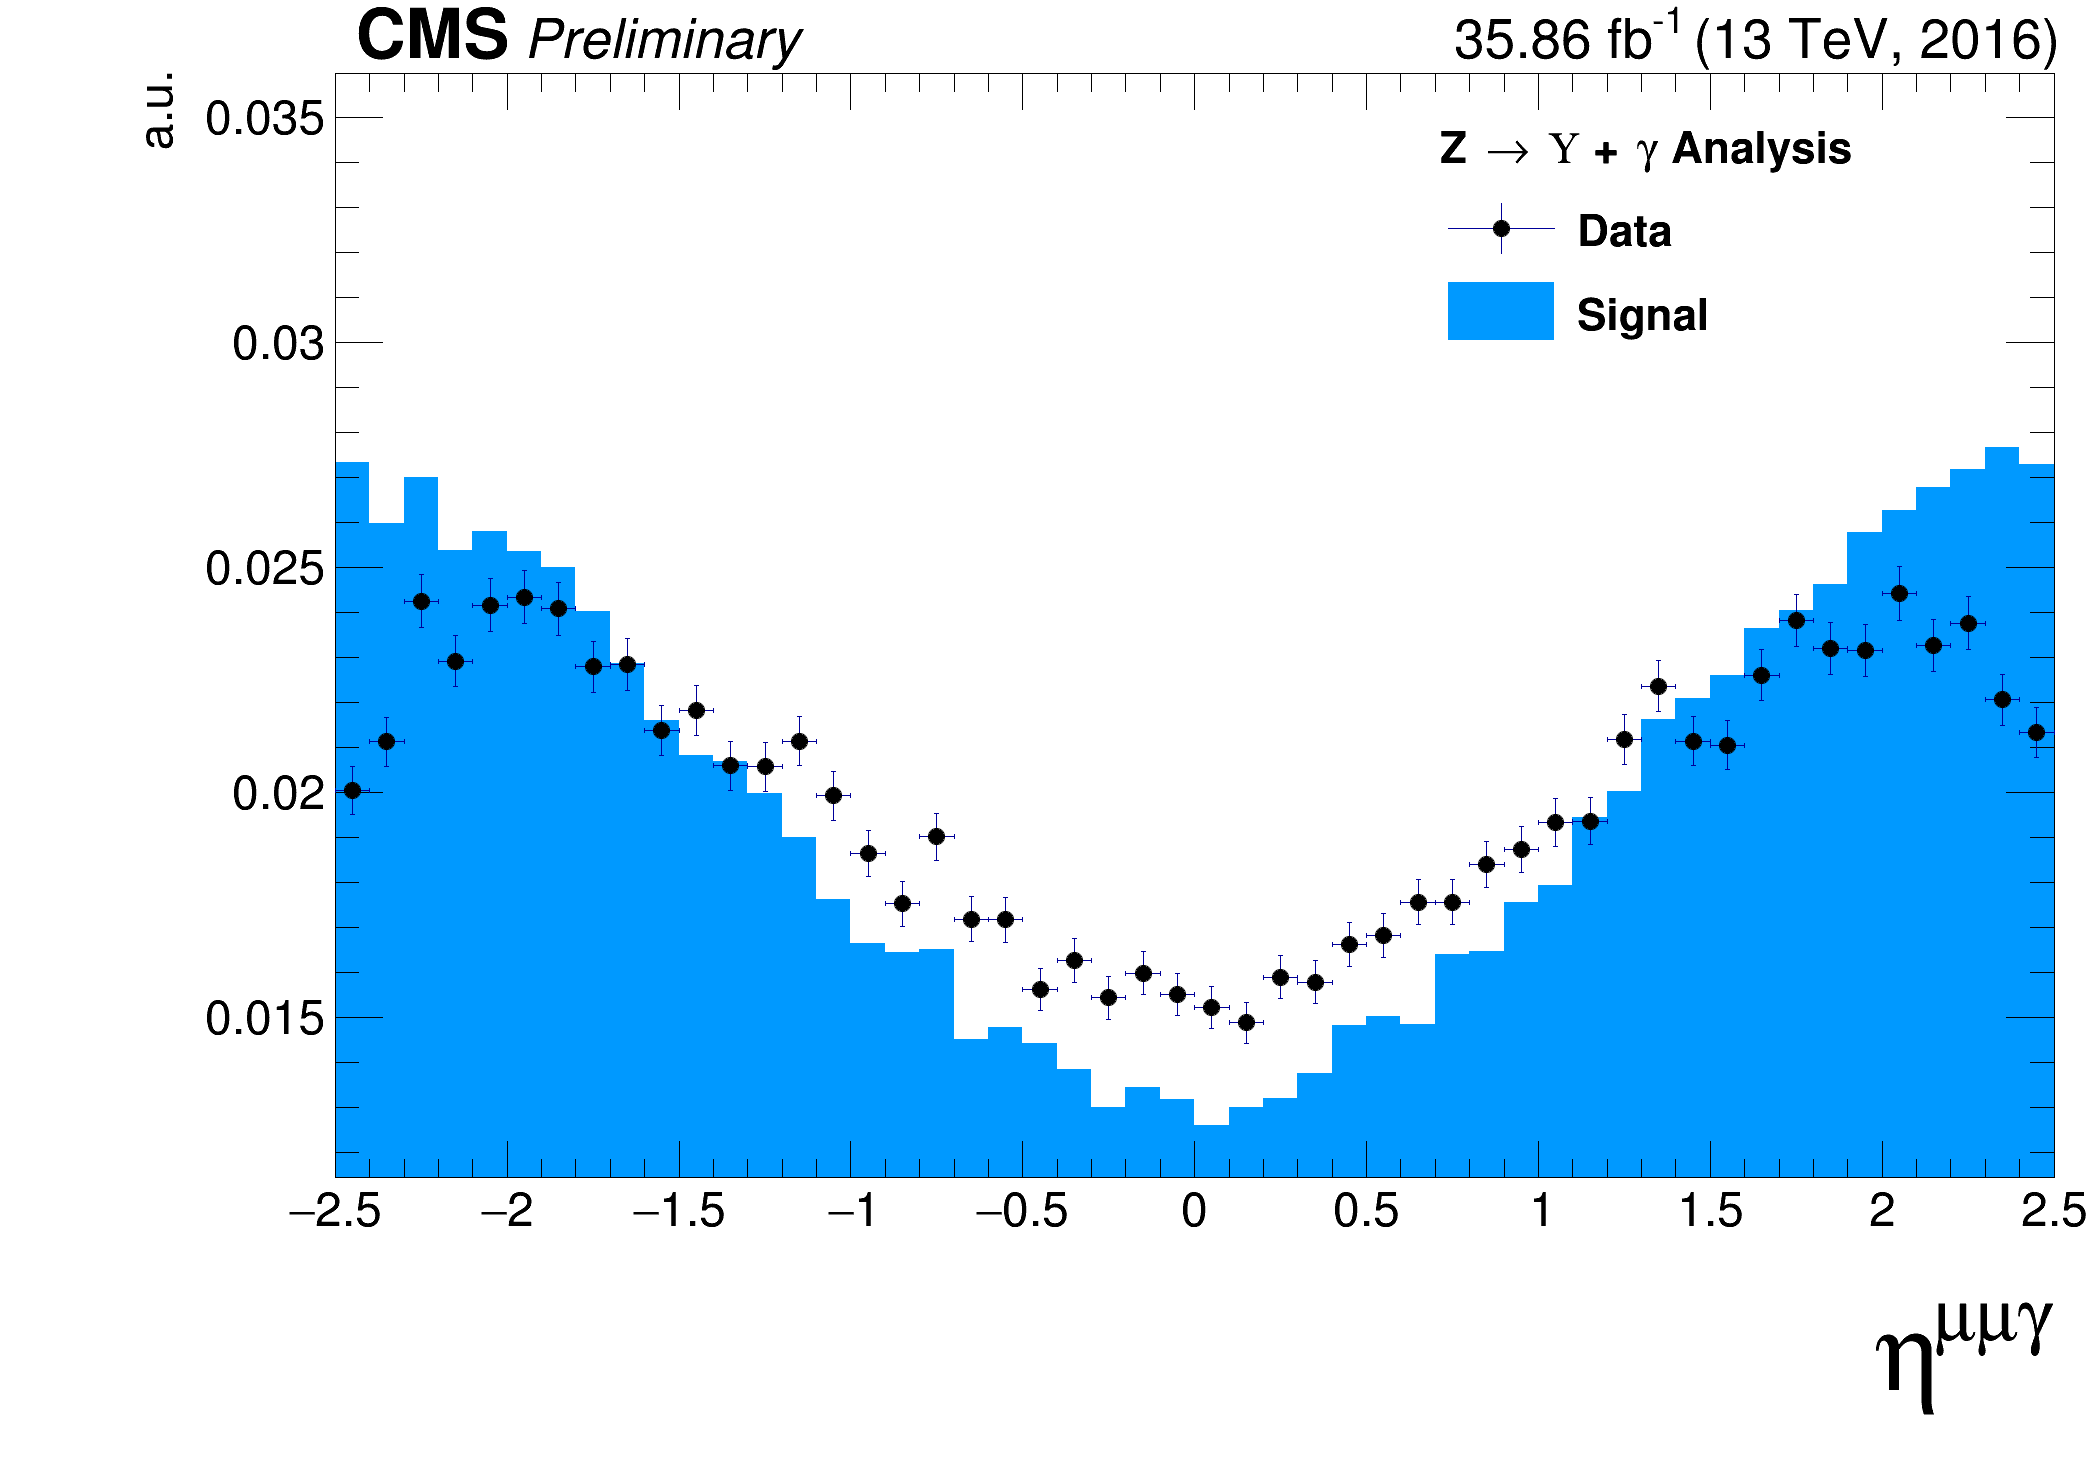 CMS Preliminary
35.86 fb⁻¹ (13 TeV, 2016)
a.u.
0.035
0.03
0.025
0.02
0.015
Z → ϒ + γ Analysis
Data
Signal
−2.5 −2 −1.5 −1 −0.5 0 0.5 1 1.5 2 2.5
η^μμγ